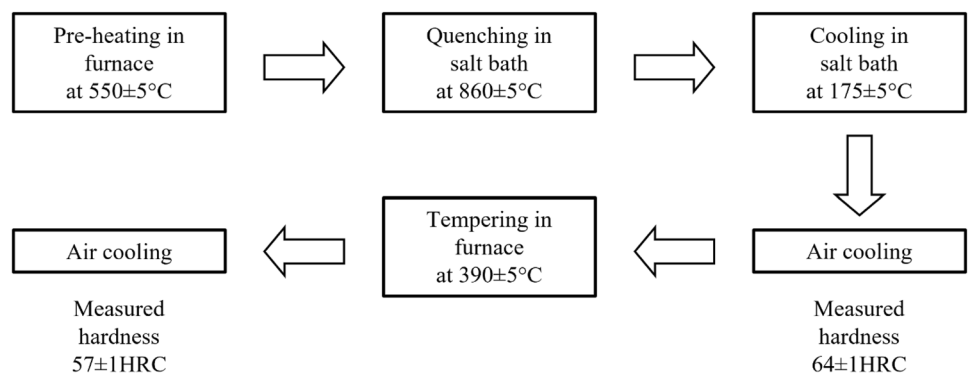 Pre-heating in
furnace
at 550±5°C
Quenching in
salt bath
at 860±5°C
Cooling in
salt bath
at 175±5°C
Air cooling
Measured
hardness
64±1HRC
Tempering in
furnace
at 390±5°C
Air cooling
Measured
hardness
57±1HRC